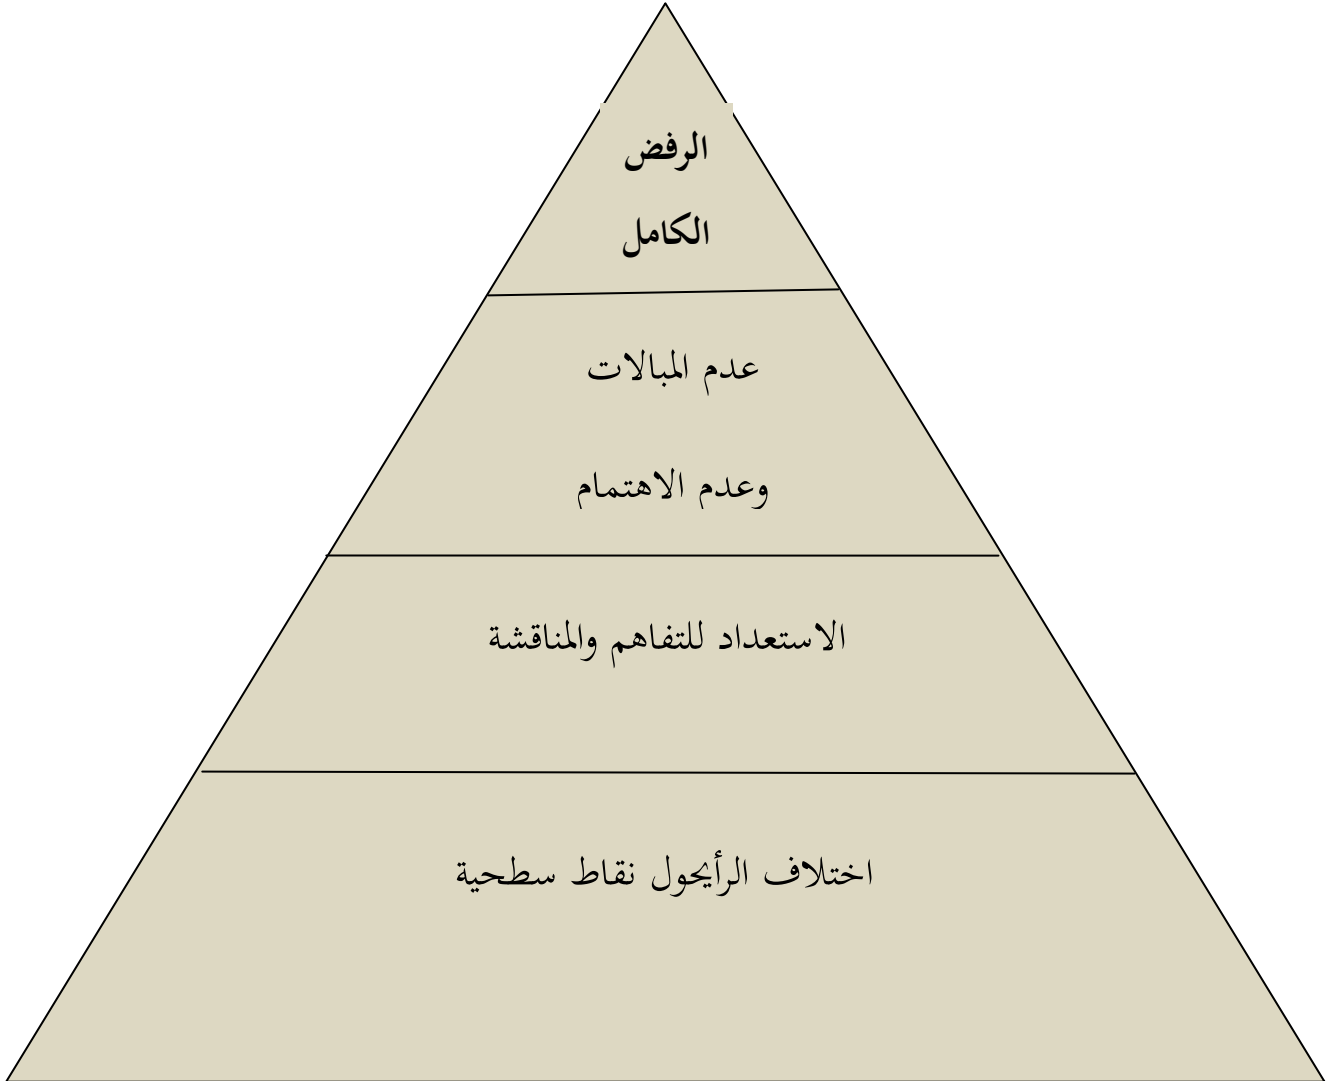 الرفض
الكامل
عدم المبالات
وعدم الاهتمام
الاستعداد للتفاهم والمناقشة
اختلاف الرأيحول نقاط سطحية